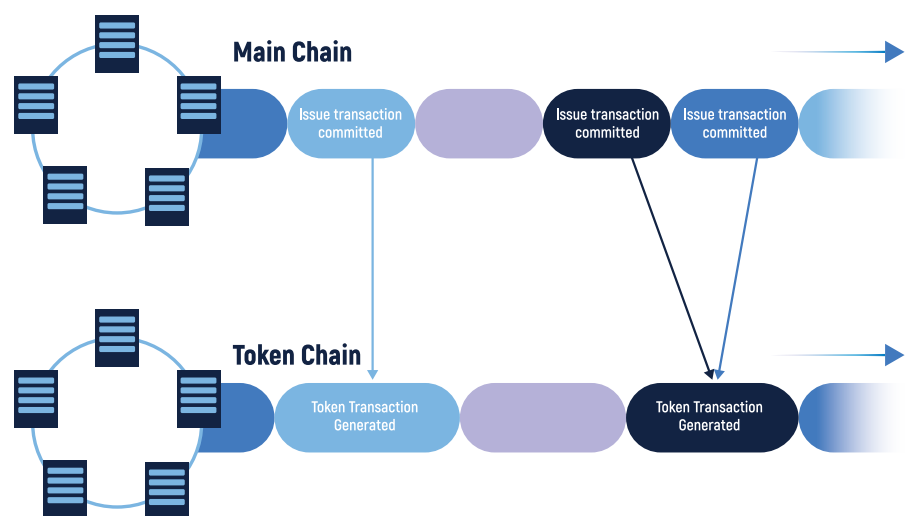 Main Chain
Issue transaction
committed
Issue transaction
committed
Issue transaction
committed
Token Chain
Token Transaction
Generated
Token Transaction
Generated